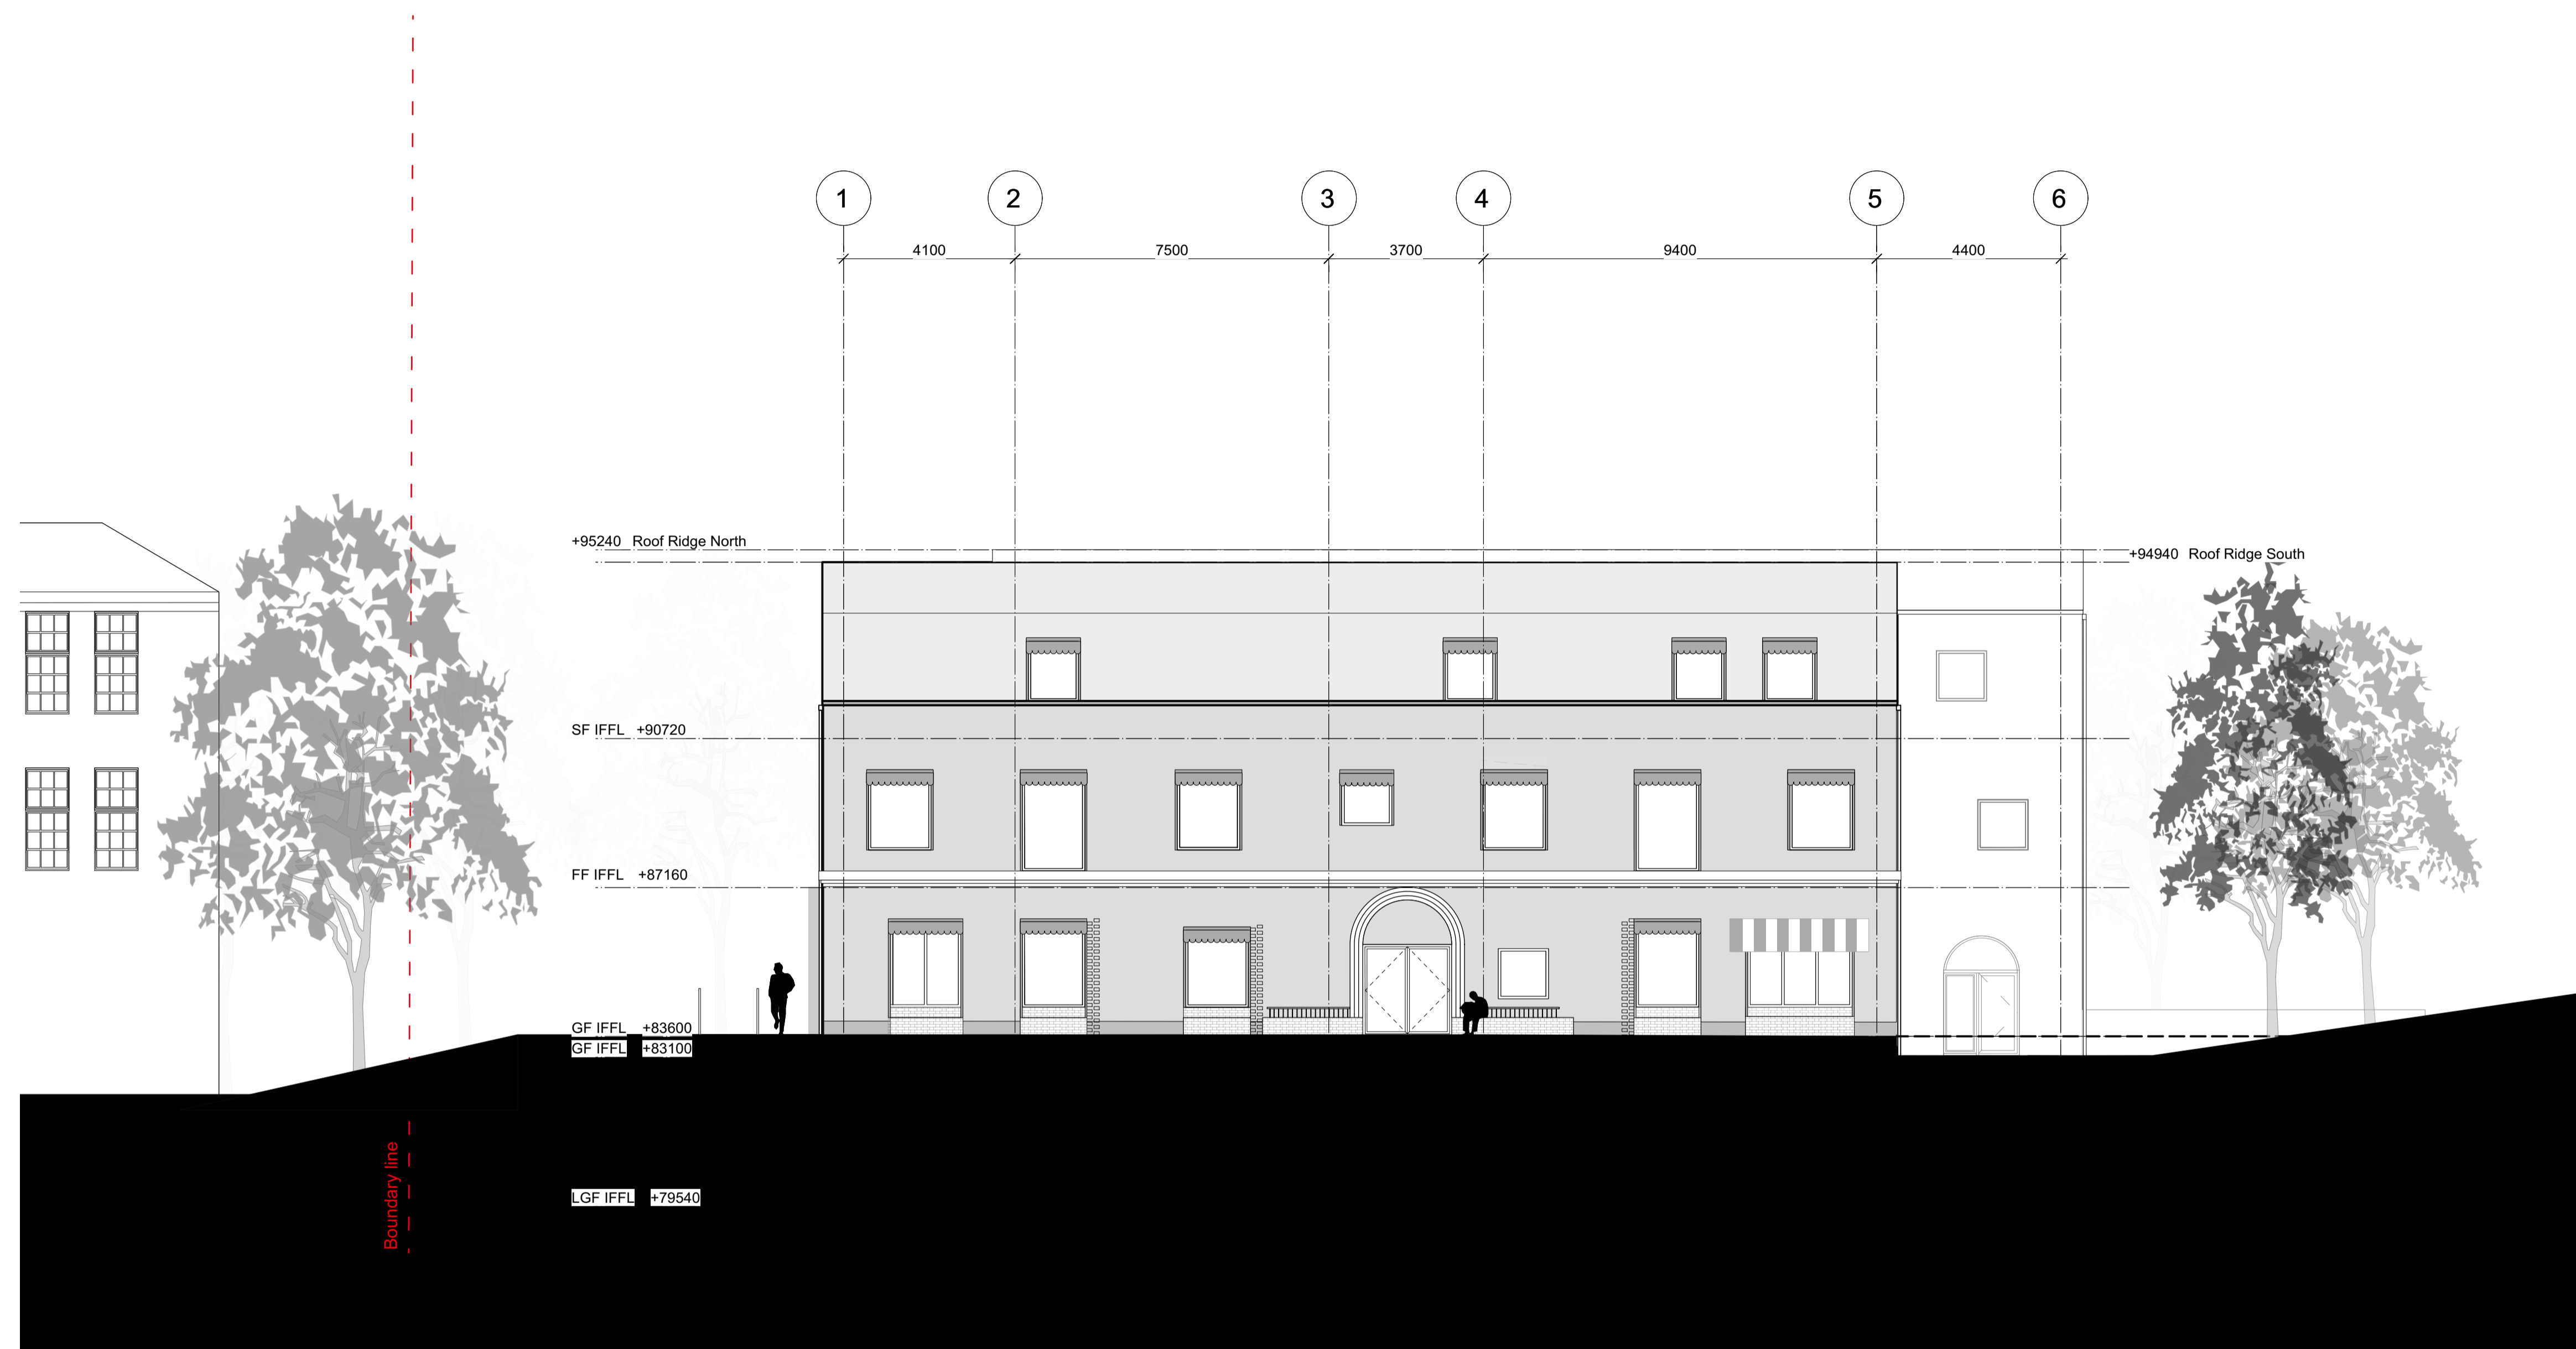 1 2 3 4 5 6
4100 7500 3700 9400 4400
+95240 Roof Ridge North
+94940 Roof Ridge South
SF IFFL +90720
FF IFFL +87160
GF IFFL +83600
GF IFFL +83100
Boundary line
LGF IFFL +79540